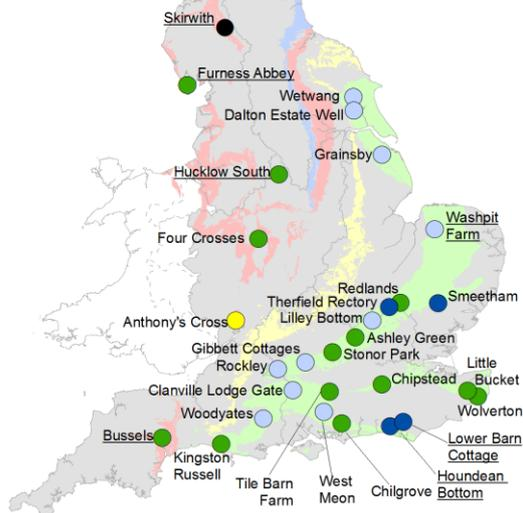 Skirwith
Furness Abbey
Wetwang
Dalton Estate Well
Grainsby
Hucklow South
Washpit
Farm
Four Crosses
Redlands
Therfield Rectory
Smeetham
Lilley Bottom
Anthony's Cross
Ashley Green
Gibbett Cottages
Stonor Park
Rockley
Little
Bucket
Chipstead
Clanville Lodge Gate
Wolverton
Woodyates
Bussels
Lower Barn
Cottage
Kingston
Russell
Houndean
Bottom
Tile Barn
Farm
West
Meon
Chilgrove